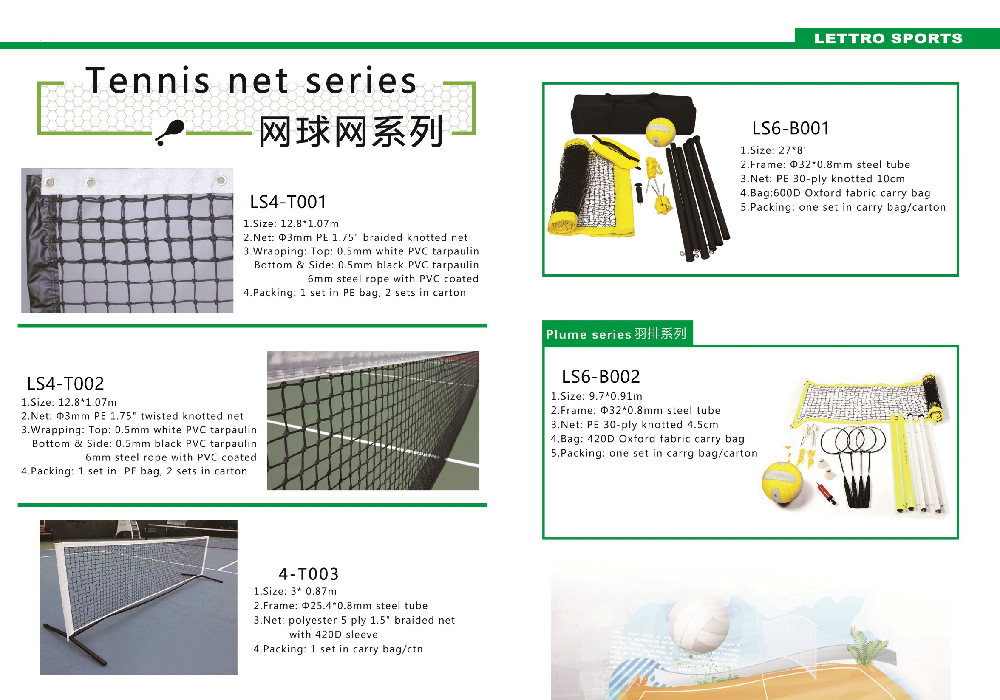 LETTRO SPORTS
Tennis net series
网球网系列
LS4-T001
1.Size: 12.8*1.07m
2.Net: Φ3mm PE 1.75" braided knotted net
3.Wrapping: Top: 0.5mm white PVC tarpaulin
Bottom & Side: 0.5mm black PVC tarpaulin
6mm steel rope with PVC coated
4.Packing: 1 set in PE bag, 2 sets in carton
LS4-T002
1.Size: 12.8*1.07m
2.Net: Φ3mm PE 1.75" twisted knotted net
3.Wrapping: Top: 0.5mm white PVC tarpaulin
Bottom & Side: 0.5mm black PVC tarpaulin
6mm steel rope with PVC coated
4.Packing: 1 set in PE bag, 2 sets in carton
4-T003
1.Size: 3* 0.87m
2.Frame: Φ25.4*0.8mm steel tube
3.Net: polyester 5 ply 1.5" braided net
with 420D sleeve
4.Packing: 1 set in carry bag/ctn
LS6-B001
1.Size: 27*8'
2.Frame: Φ32*0.8mm steel tube
3.Net: PE 30-ply knotted 10cm
4.Bag:600D Oxford fabric carry bag
5.Packing: one set in carry bag/carton
Plume series 羽排系列
LS6-B002
1.Size: 9.7*0.91m
2.Frame: Φ32*0.8mm steel tube
3.Net: PE 30-ply knotted 4.5cm
4.Bag: 420D Oxford fabric carry bag
5.Packing: one set in carrg bag/carton